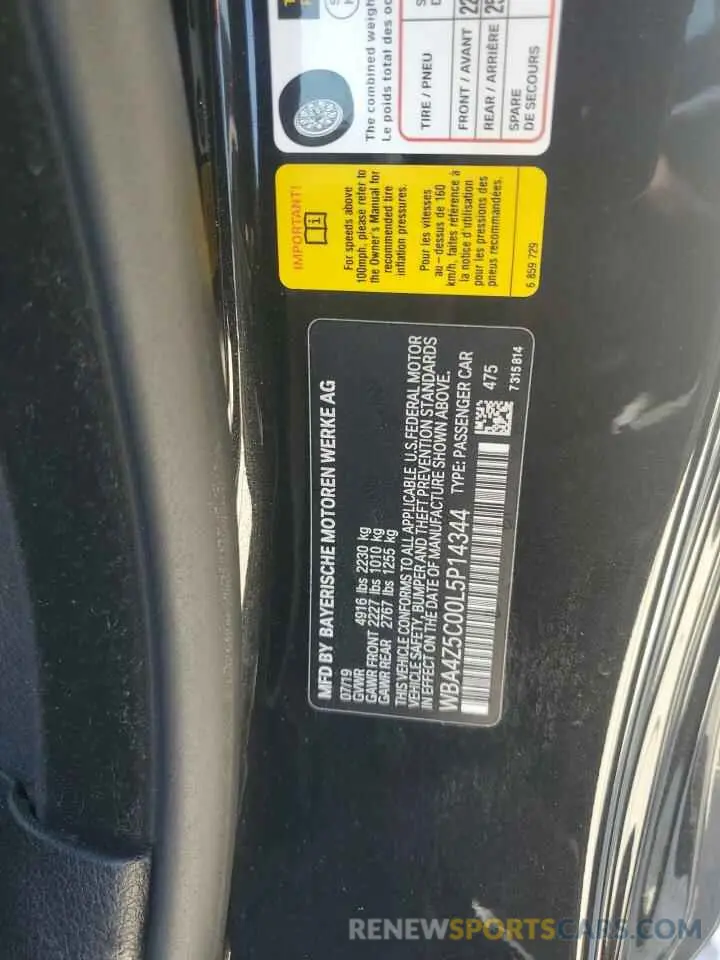 The combined weigh
Le poids total des oc
TIRE / PNEU
FRONT / AVANT
REAR / ARRIÈRE
SPARE
DE SECOURS
IMPORTANT!
For speeds above
100mph, please refer to
the Owner's Manual for
recommended tire
inflation pressures.
Pour les vitesses
au-dessus de 160
km/h, faites référence à
la notice d'utilisation
pour les pressions des
pneus recommandées.
6 859 729
MFD BY BAYERISCHE MOTOREN WERKE AG
07/19
GVWR 4916 lbs 2230 kg
GAWR FRONT 2227 lbs 1010 kg
GAWR REAR 2767 lbs 1255 kg
THIS VEHICLE CONFORMS TO ALL APPLICABLE U.S.FEDERAL MOTOR
VEHICLE SAFETY, BUMPER AND THEFT PREVENTION STANDARDS
IN EFFECT ON THE DATE OF MANUFACTURE SHOWN ABOVE.
WBA4Z5C00L5P14344 TYPE: PASSENGER CAR
475
7315814
RENEWSPORTSCARS.COM